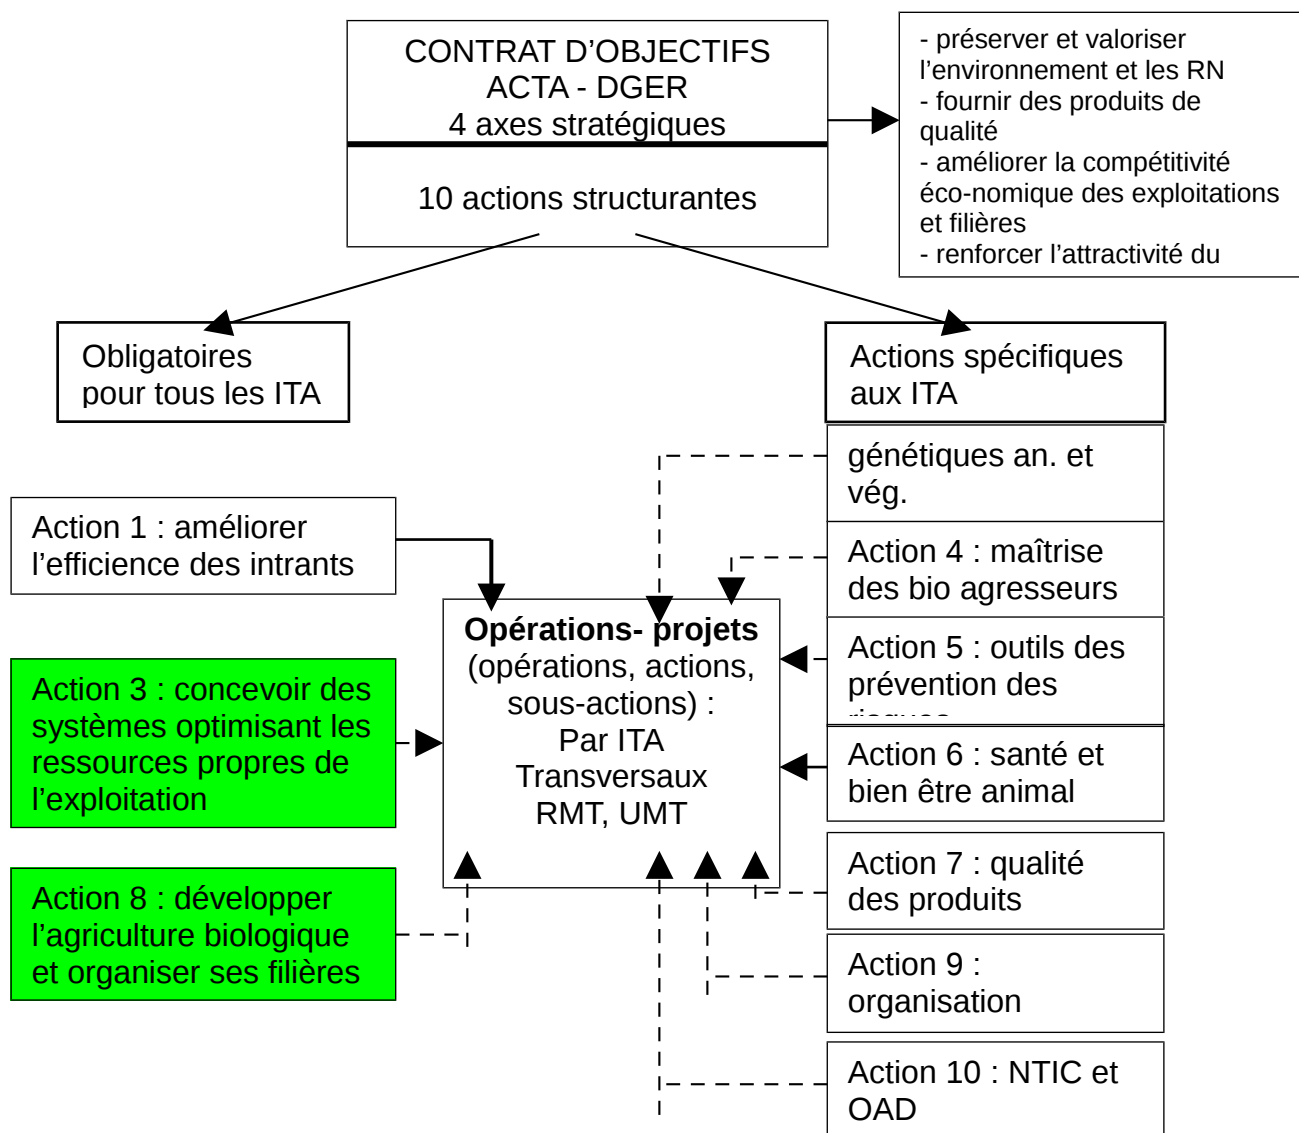 CONTRAT D’OBJECTIFS
ACTA - DGER
4 axes stratégiques
10 actions structurantes
- préserver et valoriser
l’environnement et les RN
- fournir des produits de
qualité
- améliorer la compétitivité
éco-nomique des exploitations
et filières
- renforcer l’attractivité du
Obligatoires
pour tous les ITA
Actions spécifiques
aux ITA
Action 1 : améliorer
l’efficience des intrants
Action 3 : concevoir des
systèmes optimisant les
ressources propres de
l’exploitation
Action 8 : développer
l’agriculture biologique
et organiser ses filières
Opérations- projets
(opérations, actions,
sous-actions) :
Par ITA
Transversaux
RMT, UMT
génétiques an. et
vég.
Action 4 : maîtrise
des bio agresseurs
Action 5 : outils des
prévention des
Action 6 : santé et
bien être animal
Action 7 : qualité
des produits
Action 9 :
organisation
Action 10 : NTIC et
OAD